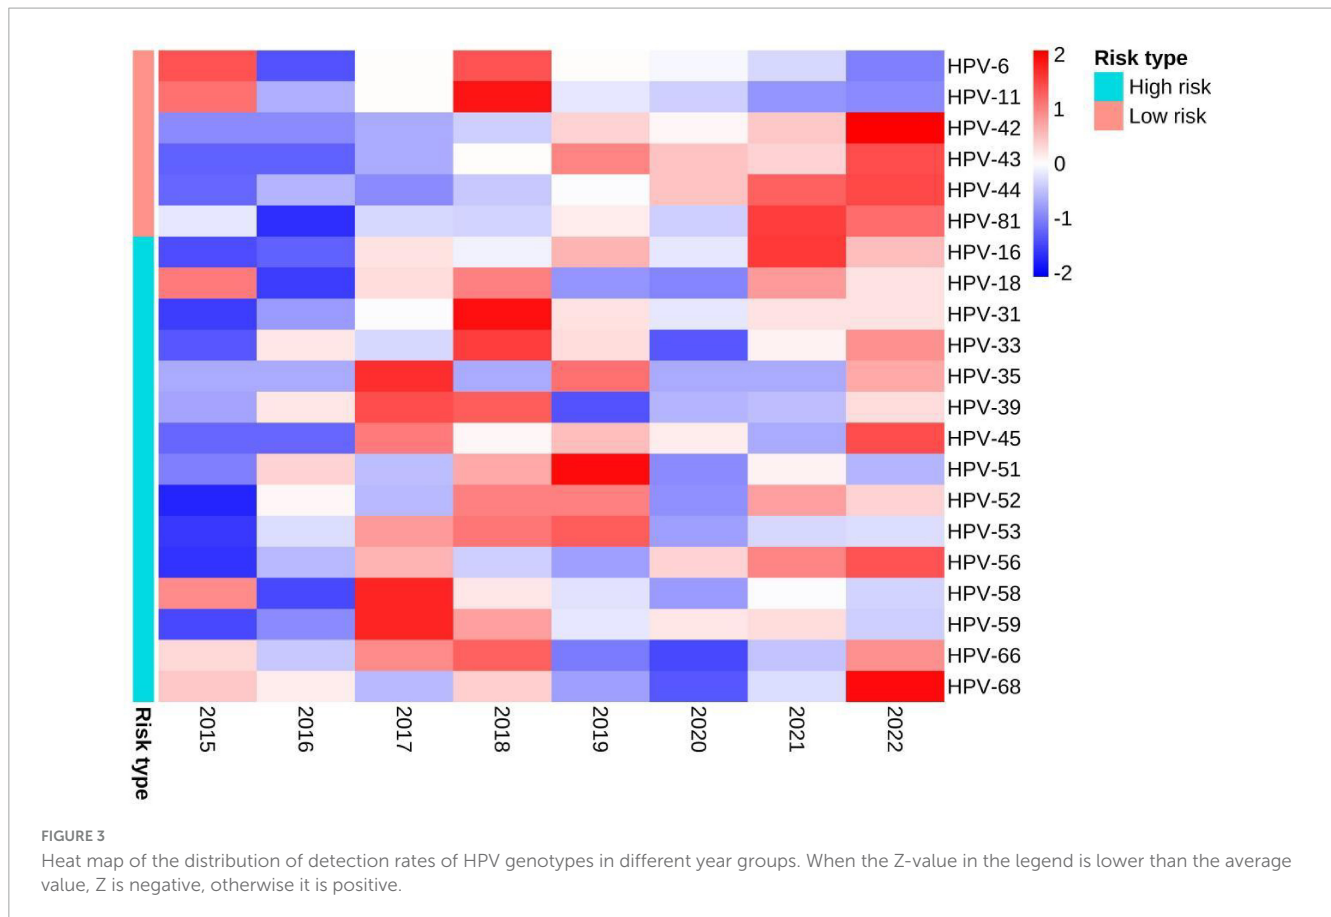 HPV-6
HPV-11
HPV-42
HPV-43
HPV-44
HPV-81
HPV-16
HPV-18
HPV-31
HPV-33
HPV-35
HPV-39
HPV-45
HPV-51
HPV-52
HPV-53
HPV-56
HPV-58
HPV-59
HPV-66
HPV-68
2
1
0
-1
-2
Risk type
High risk
Low risk
Risk type
2015
2016
2017
2018
2019
2020
2021
2022
FIGURE 3
Heat map of the distribution of detection rates of HPV genotypes in different year groups. When the Z-value in the legend is lower than the average
value, Z is negative, otherwise it is positive.